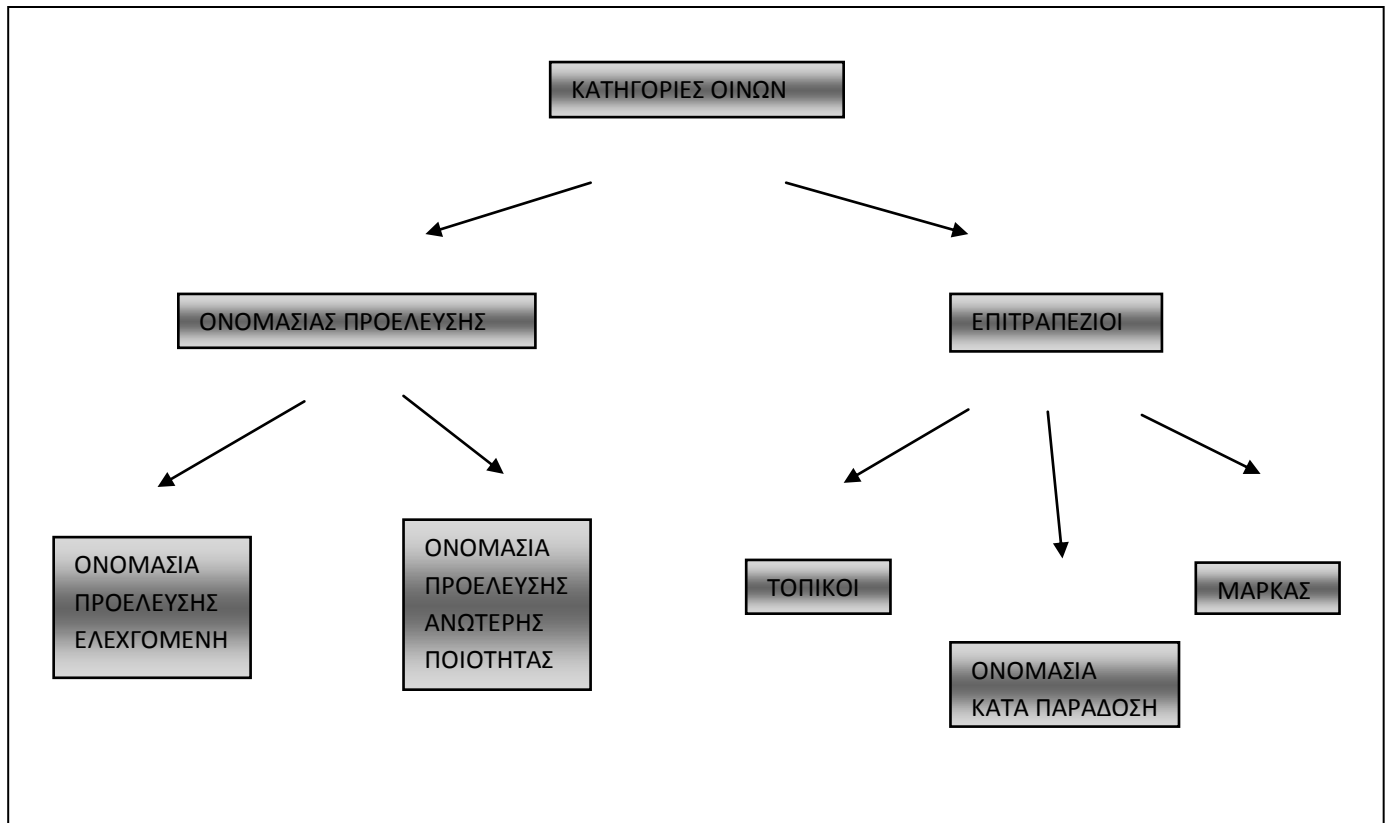 ΚΑΤΗΓΟΡΙΕΣ ΟΙΝΩΝ
ΟΝΟΜΑΣΙΑΣ ΠΡΟΕΛΕΥΣΗΣ
ΕΠΙΤΡΑΠΕΖΙΟΙ
ΟΝΟΜΑΣΙΑ
ΠΡΟΕΛΕΥΣΗΣ
ΕΛΕΧΓΟΜΕΝΗ
ΟΝΟΜΑΣΙΑ
ΠΡΟΕΛΕΥΣΗΣ
ΑΝΩΤΕΡΗΣ
ΠΟΙΟΤΗΤΑΣ
ΤΟΠΙΚΟΙ
ΟΝΟΜΑΣΙΑ
ΚΑΤΑ ΠΑΡΑΔΟΣΗ
ΜΑΡΚΑΣ